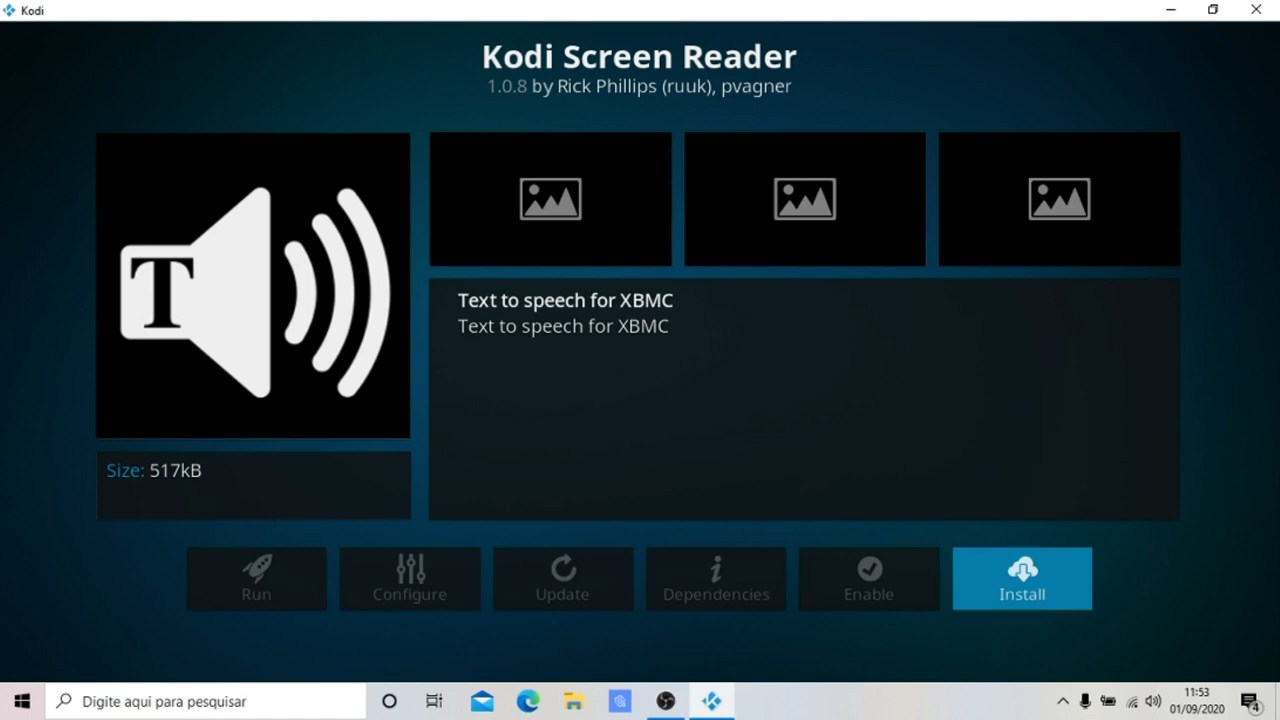 Kodi
Kodi Screen Reader
1.0.8 by Rick Phillips (ruuk), pvagner
T
Text to speech for XBMC
Text to speech for XBMC
Size: 517kB
Run
Configure
Update
Dependencies
Enable
Install
Digite aqui para pesquisar
11:53
01/09/2020
4